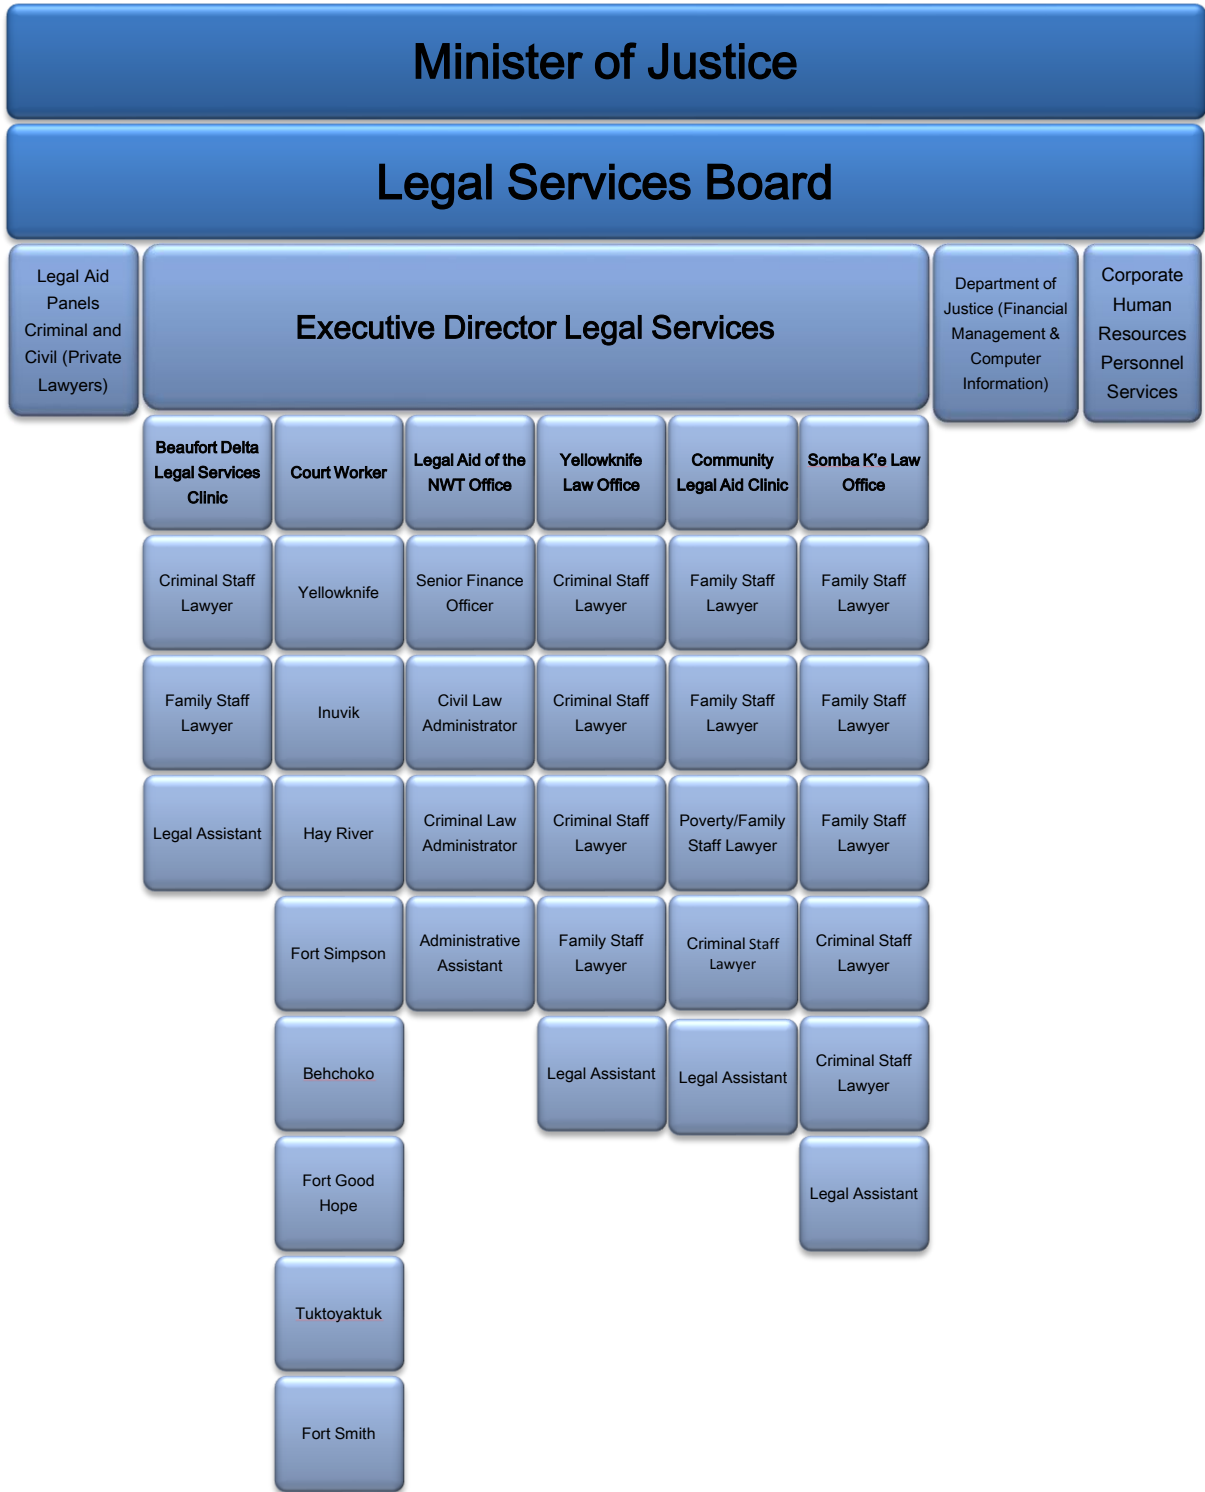 Minister of Justice
Legal Services Board
Legal Aid
Panels
Criminal and
Civil (Private
Lawyers)
Executive Director Legal Services
Department of
Justice (Financial
Management &
Computer
Information)
Corporate
Human
Resources
Personnel
Services
Beaufort Delta
Legal Services
Clinic
Court Worker
Legal Aid of the
NWT Office
Yellowknife
Law Office
Community
Legal Aid Clinic
Somba K'e Law
Office
Criminal Staff
Lawyer
Yellowknife
Senior Finance
Officer
Criminal Staff
Lawyer
Family Staff
Lawyer
Family Staff
Lawyer
Family Staff
Lawyer
Inuvik
Civil Law
Administrator
Criminal Staff
Lawyer
Family Staff
Lawyer
Family Staff
Lawyer
Legal Assistant
Hay River
Criminal Law
Administrator
Criminal Staff
Lawyer
Poverty/Family
Staff Lawyer
Family Staff
Lawyer
Fort Simpson
Administrative
Assistant
Family Staff
Lawyer
Criminal Staff
Lawyer
Criminal Staff
Lawyer
Behchoko
Legal Assistant
Legal Assistant
Criminal Staff
Lawyer
Fort Good
Hope
Legal Assistant
Tuktoyaktuk
Fort Smith